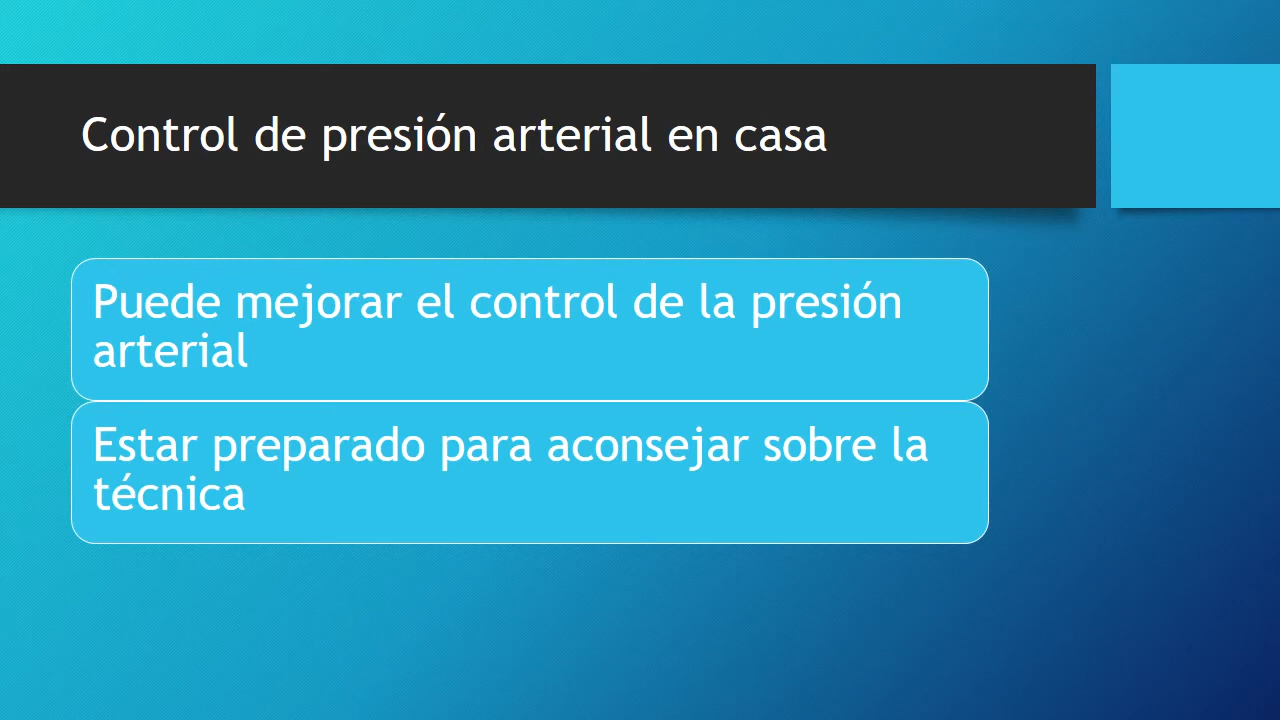 Control de presión arterial en casa
Puede mejorar el control de la presión
arterial
Estar preparado para aconsejar sobre la
técnica